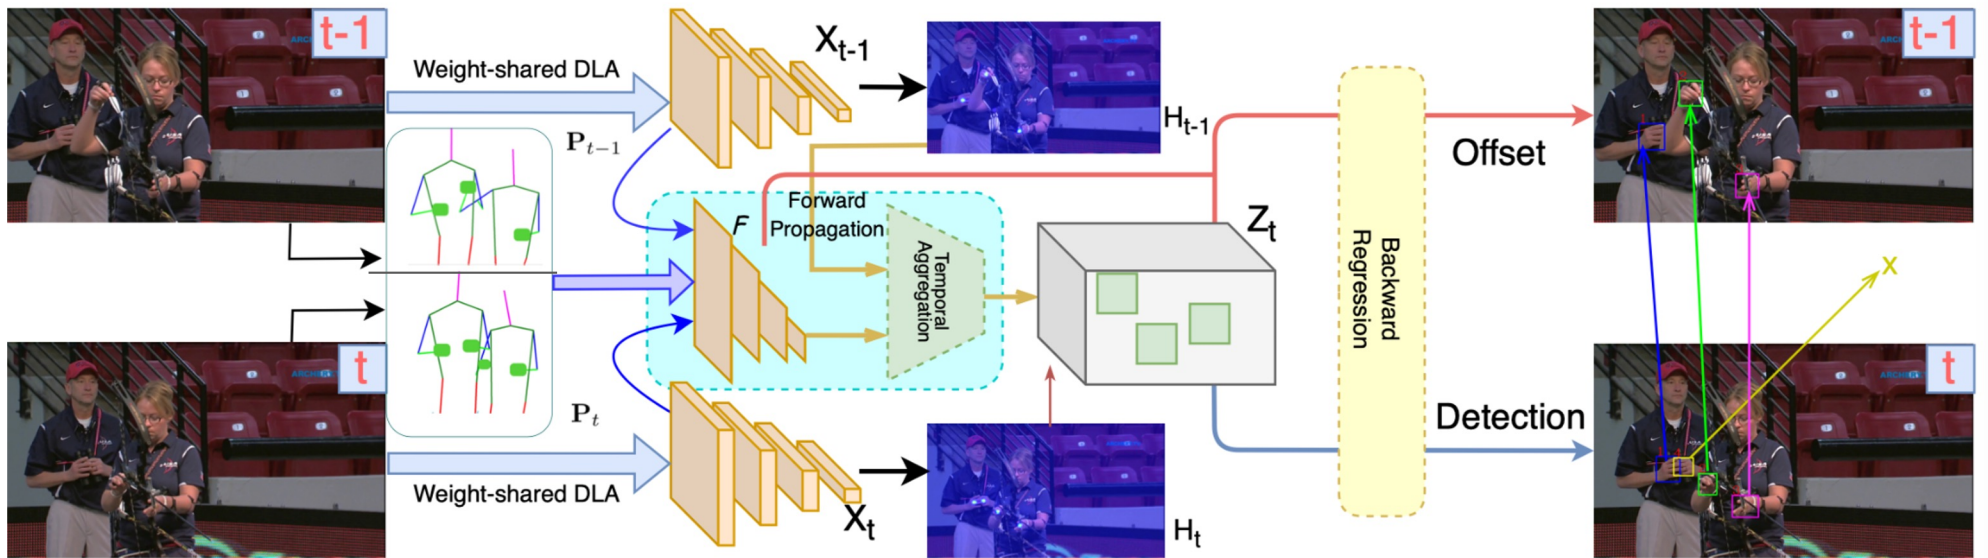 t-1
Weight-shared DLA
P_{t-1}
X_{t-1}
H_{t-1}
Forward
Propagation
F
Temporal
Aggregation
Z_t
Backward
Regression
Offset
t-1
x
t
P_t
Weight-shared DLA
X_t
H_t
Detection
t